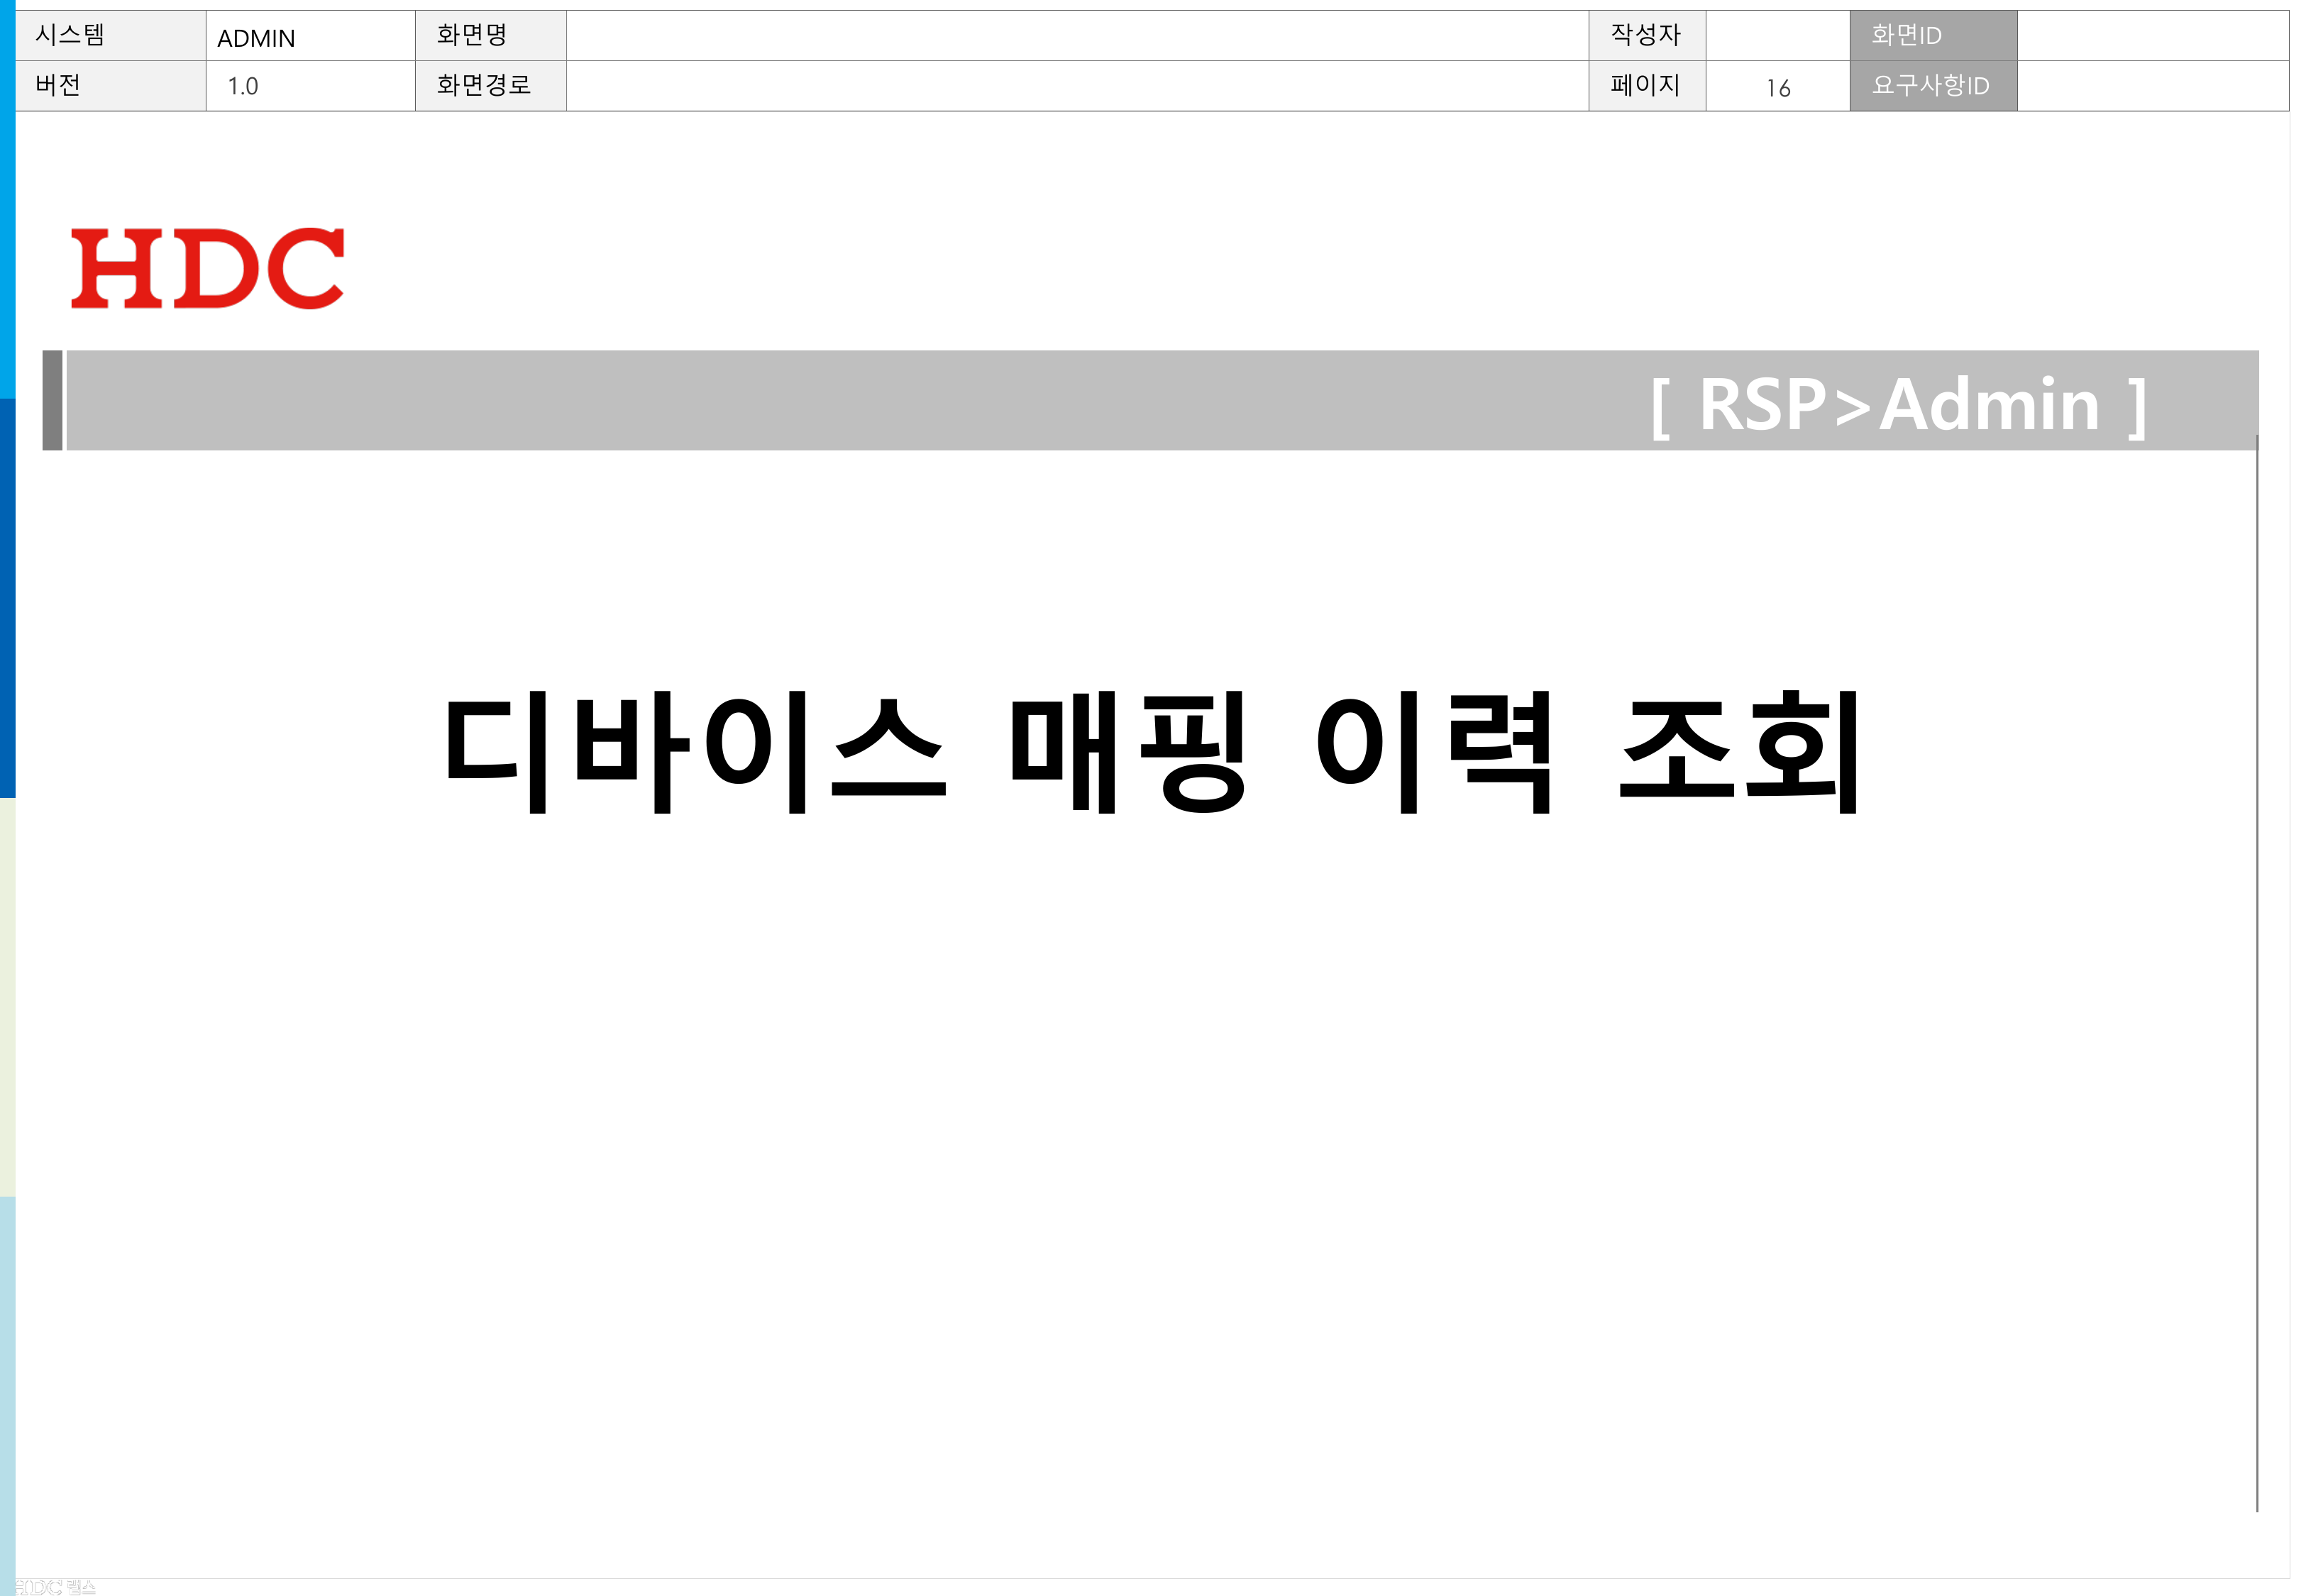 시스템 ADMIN 화면명 작성자 화면ID
버전 1.0 화면경로 페이지 16 요구사항ID
HDC
[ RSP>Admin ]
디바이스 매핑 이력 조회
HDC 랩스